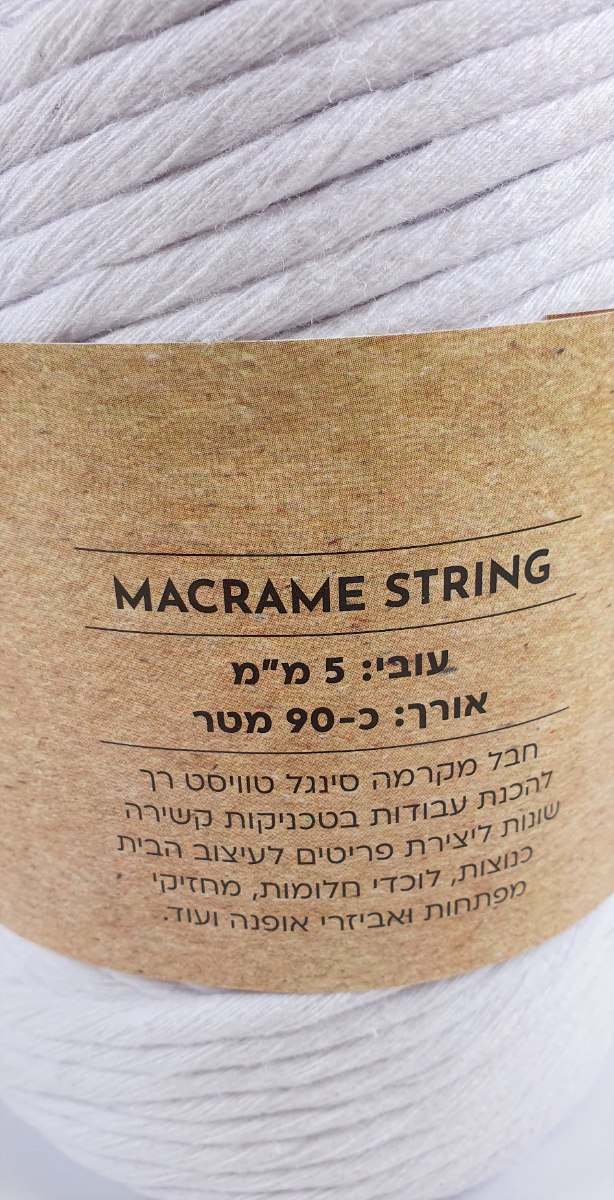 MACRAME STRING
עובי: 5 מ"מ
אורך: כ-90 מטר
חבל מקרמה סינגל טוויסט רך
להכנת עבודות בטכניקות קשירה
שונות ליצירת פריטים לעיצוב הבית
כנוצות, לוכדי חלומות, מחזיקי
מפתחות ואביזרי אופנה ועוד.